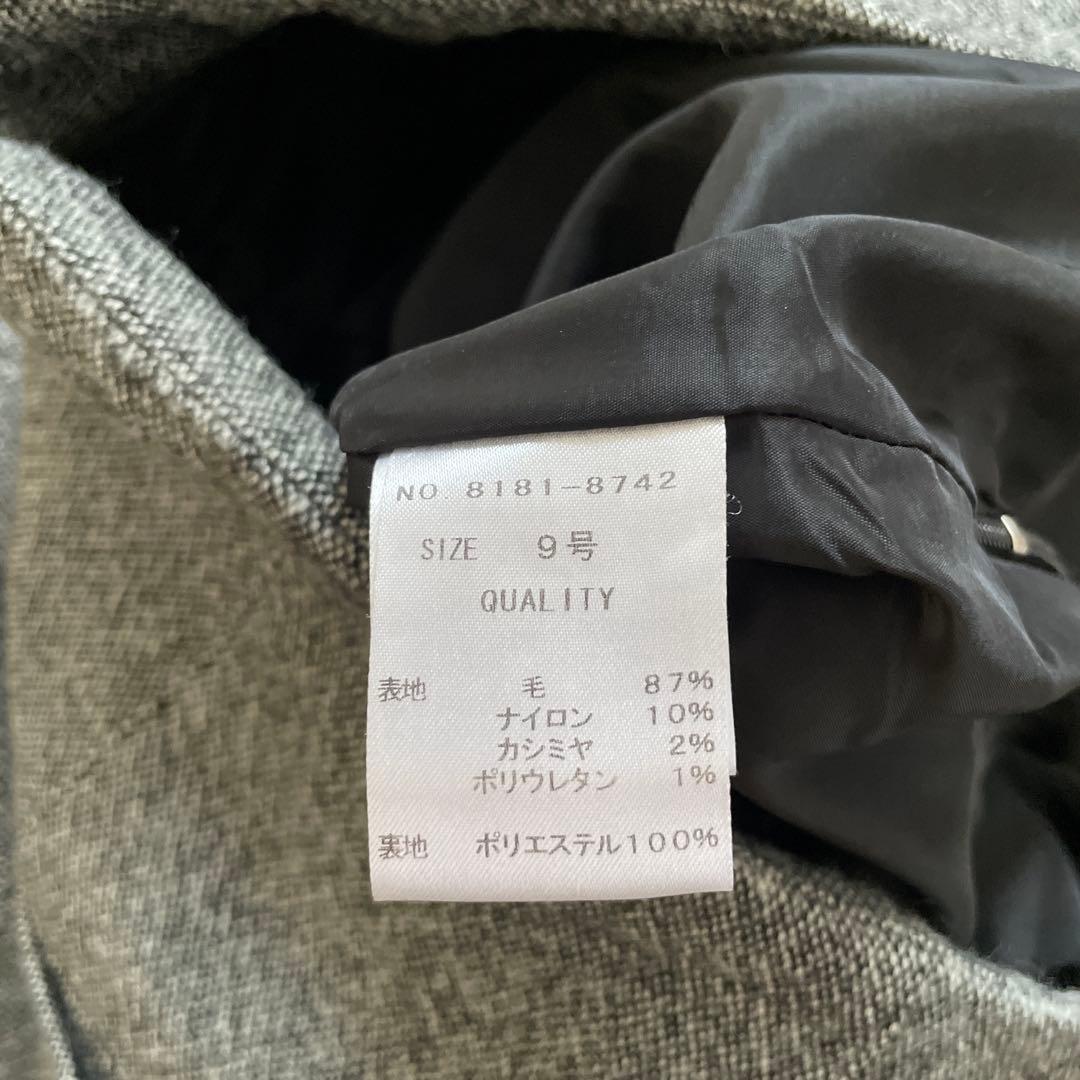 NO. 8181-8742
SIZE 9号
QUALITY
表地 毛 87%
ナイロン 10%
カシミヤ 2%
ポリウレタン 1%
裏地 ポリエステル100%